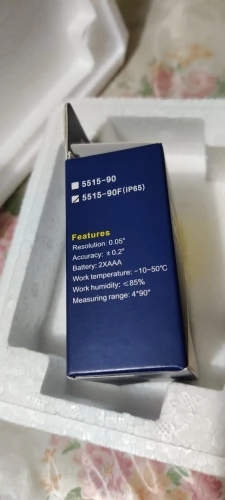 5515-90
5515-90F(IP65)
Features
Resolution: 0.05°
Accuracy: ±0.2°
Battery: 2XAAA
Work temperature: -10~50℃
Work humidity: ≤85%
Measuring range: 4*90°